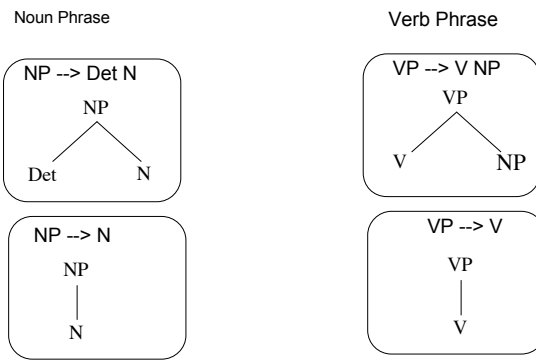 Noun Phrase
NP --> Det N
NP
Det N
NP --> N
NP
N
Verb Phrase
VP --> V NP
VP
V NP
VP --> V
VP
V